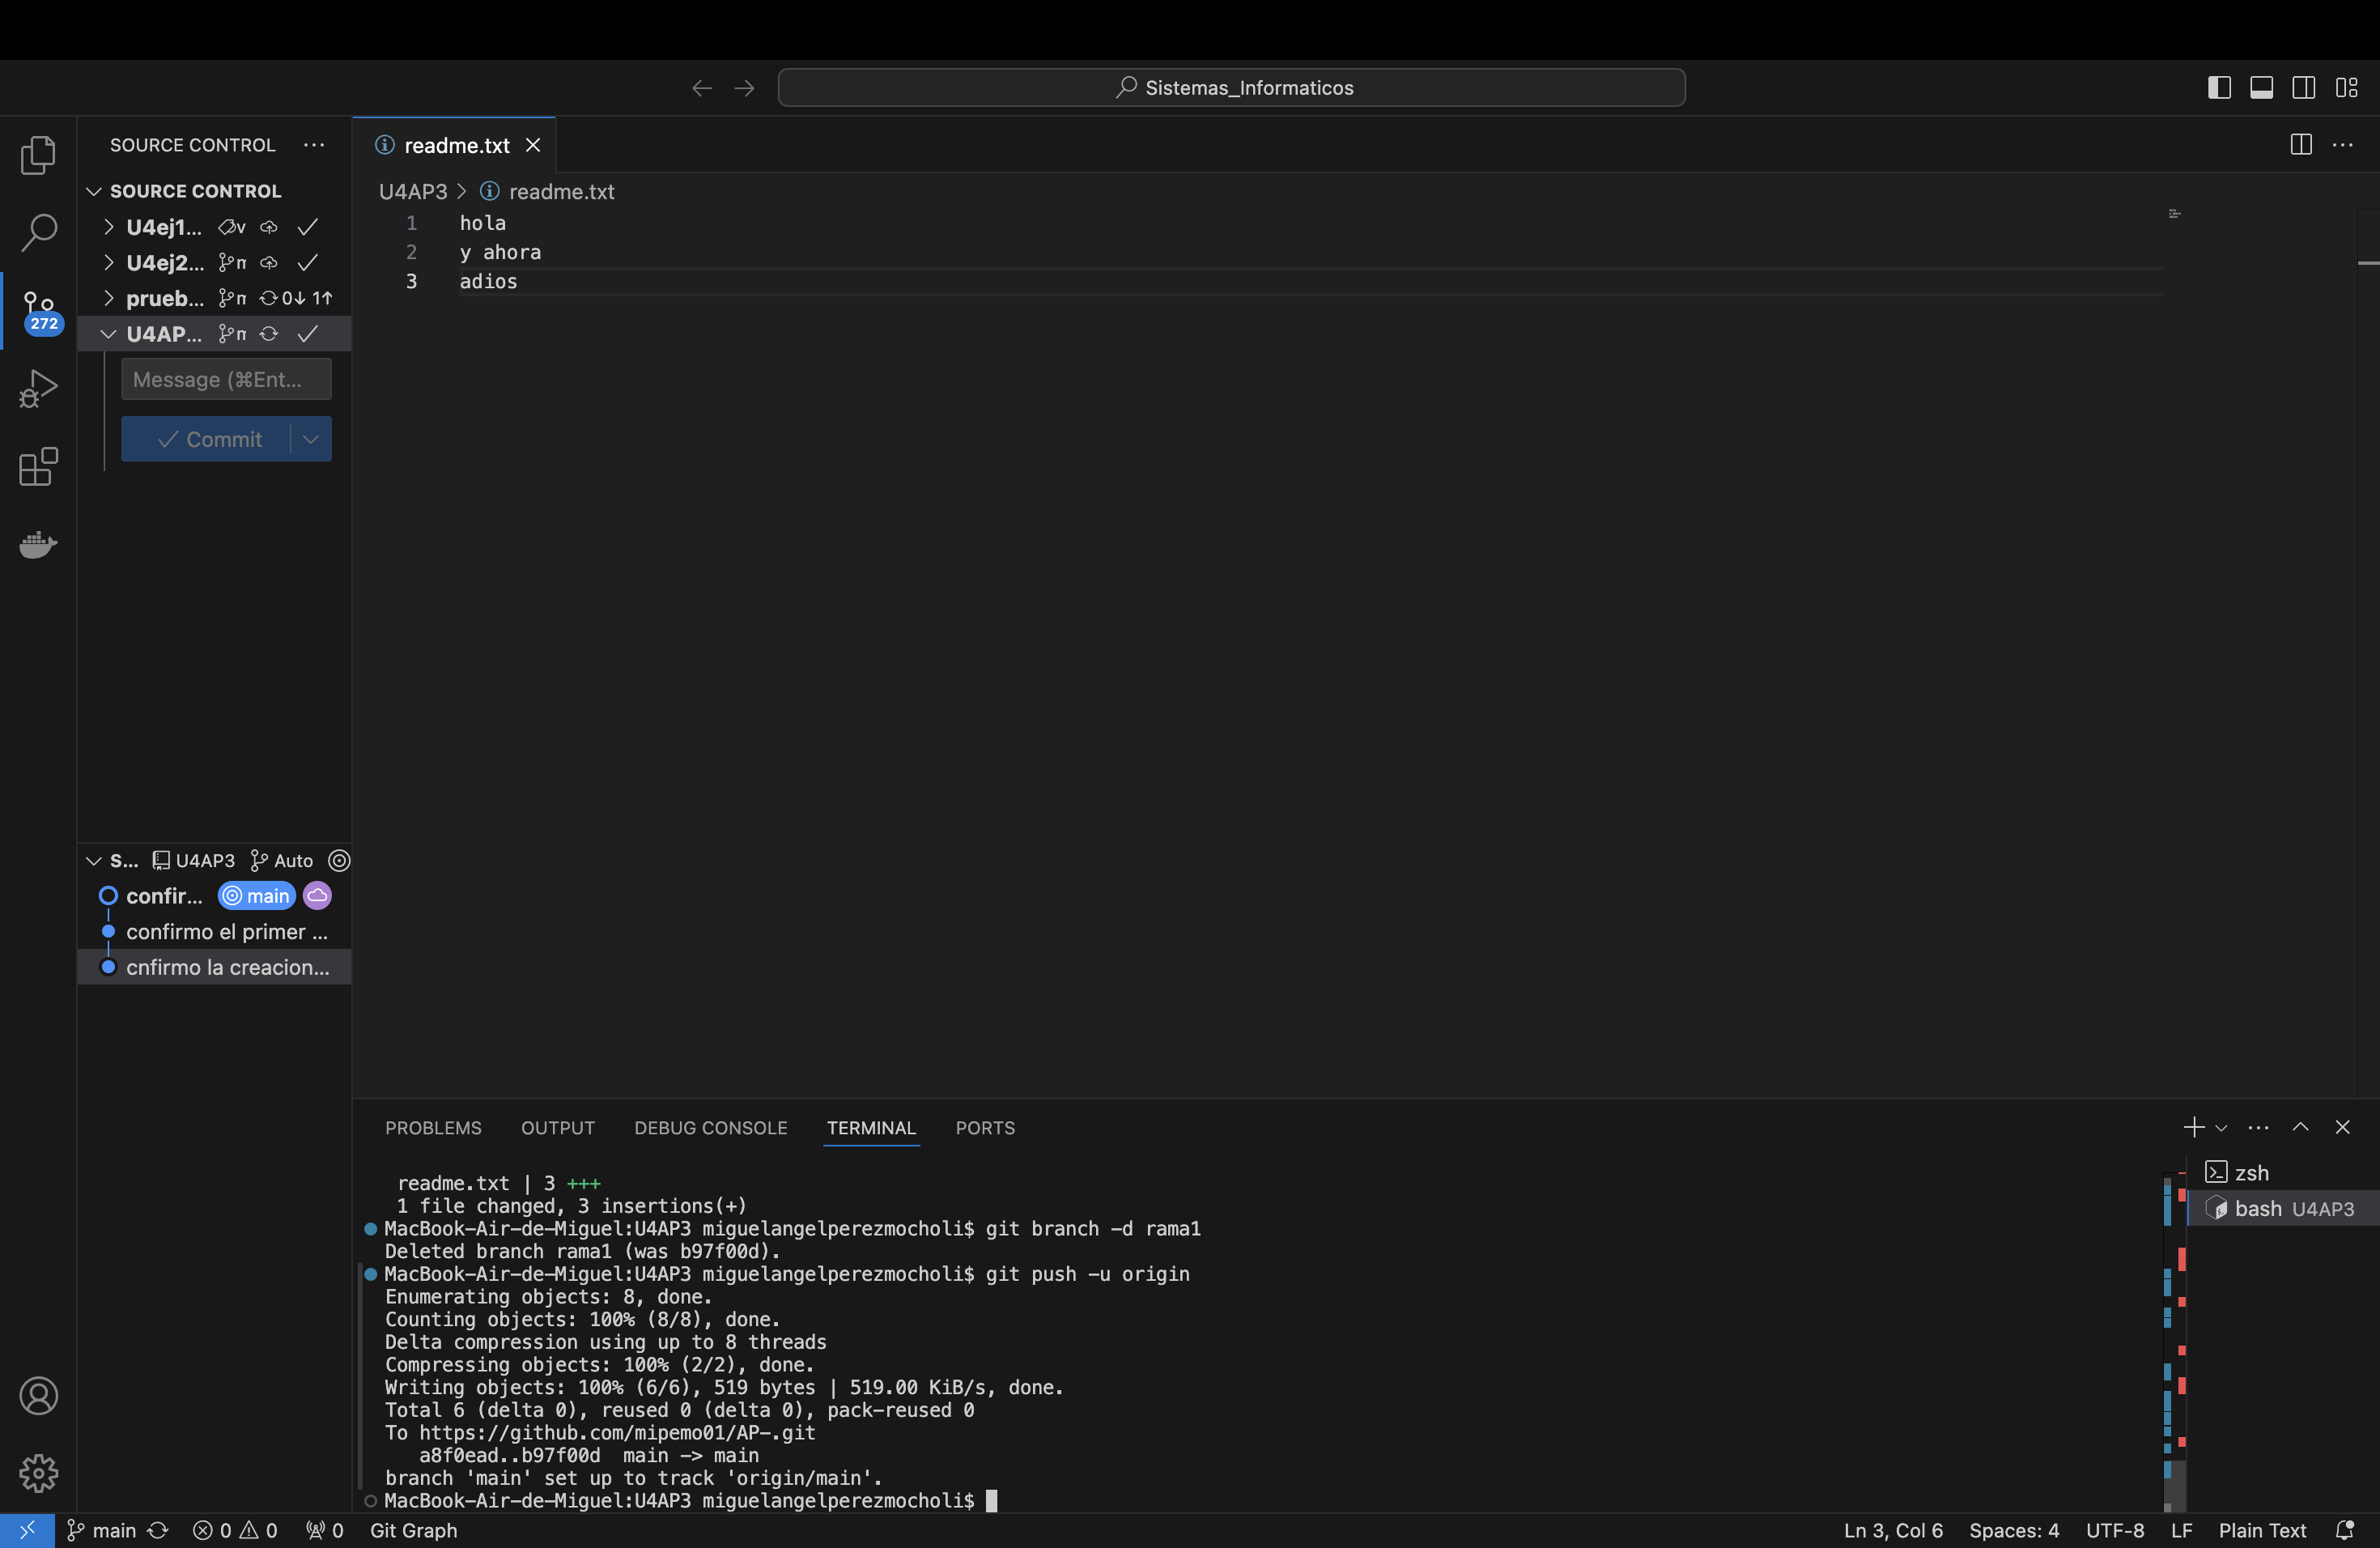 Sistemas_Informaticos
SOURCE CONTROL
readme.txt
SOURCE CONTROL
U4ej1... v
U4ej2...
prueb... 0↓ 1↑
U4AP...
272
Message (⌘Ent...
Commit
U4AP3 > readme.txt
1 hola
2 y ahora
3 adios
S... U4AP3 Auto
confir... main
confirmo el primer ...
cnfirmo la creacion...
PROBLEMS OUTPUT DEBUG CONSOLE TERMINAL PORTS
zsh
bash U4AP3
readme.txt | 3 +++
1 file changed, 3 insertions(+)
MacBook-Air-de-Miguel:U4AP3 miguelangelperezmocholi$ git branch -d rama1
Deleted branch rama1 (was b97f00d).
MacBook-Air-de-Miguel:U4AP3 miguelangelperezmocholi$ git push -u origin
Enumerating objects: 8, done.
Counting objects: 100% (8/8), done.
Delta compression using up to 8 threads
Compressing objects: 100% (2/2), done.
Writing objects: 100% (6/6), 519 bytes | 519.00 KiB/s, done.
Total 6 (delta 0), reused 0 (delta 0), pack-reused 0
To https://github.com/mipemo01/AP-.git
a8f0ead..b97f00d main -> main
branch 'main' set up to track 'origin/main'.
MacBook-Air-de-Miguel:U4AP3 miguelangelperezmocholi$
main 0 0 0 Git Graph
Ln 3, Col 6 Spaces: 4 UTF-8 LF Plain Text